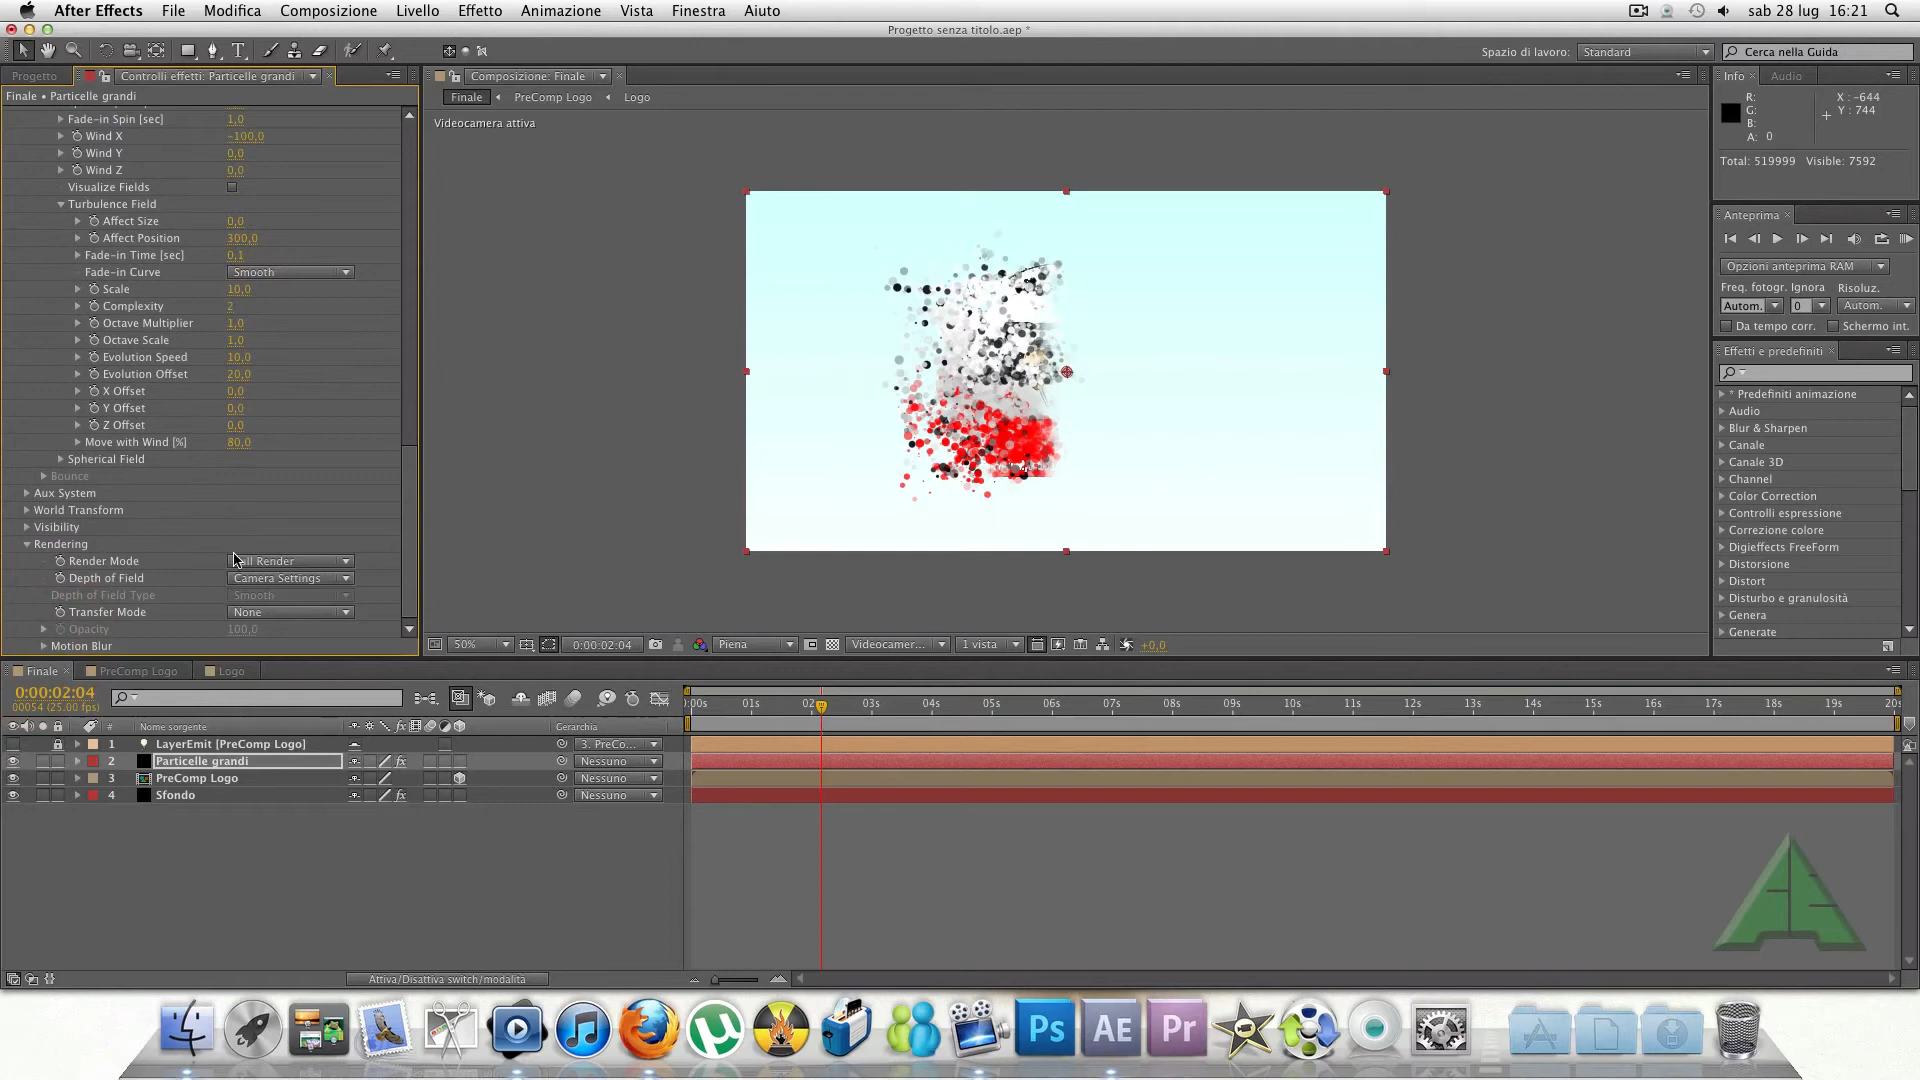 After Effects File Modifica Composizione Livello Effetto Animazione Vista Finestra Aiuto sab 28 lug 16:21
Progetto senza titolo.aep *
Spazio di lavoro: Standard Cerca nella Guida
Progetto Controlli effetti: Particelle grandi Composizione: Finale Info Audio
Finale • Particelle grandi
Finale PreComp Logo Logo
Videocamera attiva
R: G: B: A: 0
X : -644
Y : 744
Total: 519999 Visible: 7592
Fade-in Spin [sec] 1,0
Wind X -100,0
Wind Y 0,0
Wind Z 0,0
Visualize Fields
Turbulence Field
Affect Size 0,0
Affect Position 300,0
Fade-in Time [sec] 0,1
Fade-in Curve Smooth
Scale 10,0
Complexity 2
Octave Multiplier 1,0
Octave Scale 1,0
Evolution Speed 10,0
Evolution Offset 20,0
X Offset 0,0
Y Offset 0,0
Z Offset 0,0
Move with Wind [%] 80,0
Spherical Field
Bounce
Aux System
World Transform
Visibility
Rendering
Render Mode Render
Depth of Field Camera Settings
Depth of Field Type Smooth
Transfer Mode None
Opacity 100,0
Motion Blur
50% 0:00:02:04 Piena Videocamer... 1 vista +0,0
Anteprima
Opzioni anteprima RAM
Freq. fotogr. Ignora Risoluz.
Autom. 0 Autom.
Da tempo corr. Schermo int.
Effetti e predefiniti
* Predefiniti animazione
Audio
Blur & Sharpen
Canale
Canale 3D
Channel
Color Correction
Controlli espressione
Correzione colore
Digieffects FreeForm
Distorsione
Distort
Disturbo e granulosità
Genera
Generate
Finale PreComp Logo Logo
0:00:02:04
00054 (25.00 fps)
:00s 01s 02 03s 04s 05s 06s 07s 08s 09s 10s 11s 12s 13s 14s 15s 16s 17s 18s 19s 20s
# Nome sorgente fx Gerarchia
1 LayerEmit [PreComp Logo] 3. PreCo...
2 Particelle grandi fx Nessuno
3 PreComp Logo Nessuno
4 Sfondo fx Nessuno
Attiva/Disattiva switch/modalità
Ps AE Pr